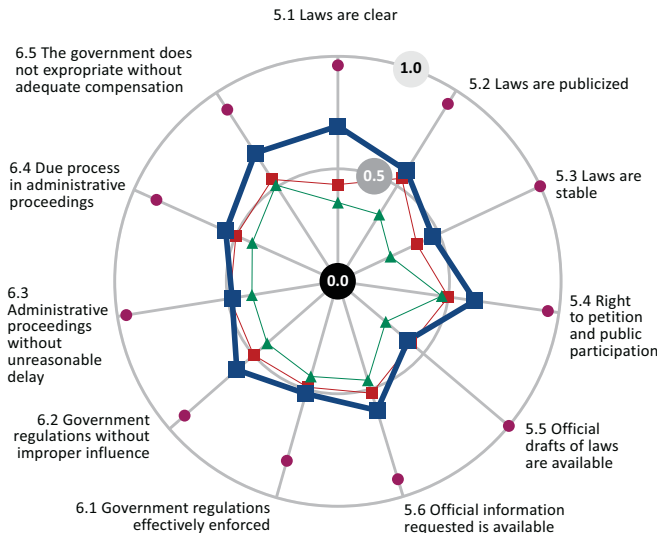 5.1 Laws are clear
1.0
5.2 Laws are publicized
5.3 Laws are
stable
5.4 Right
to petition
and public
participation
5.5 Official
drafts of laws
are available
5.6 Official information
requested is available
6.1 Government regulations
effectively enforced
6.2 Government
regulations without
improper influence
6.3
Administrative
proceedings
without
unreasonable
delay
6.4 Due process
in administrative
proceedings
6.5 The government does
not expropriate without
adequate compensation
0.5
0.0